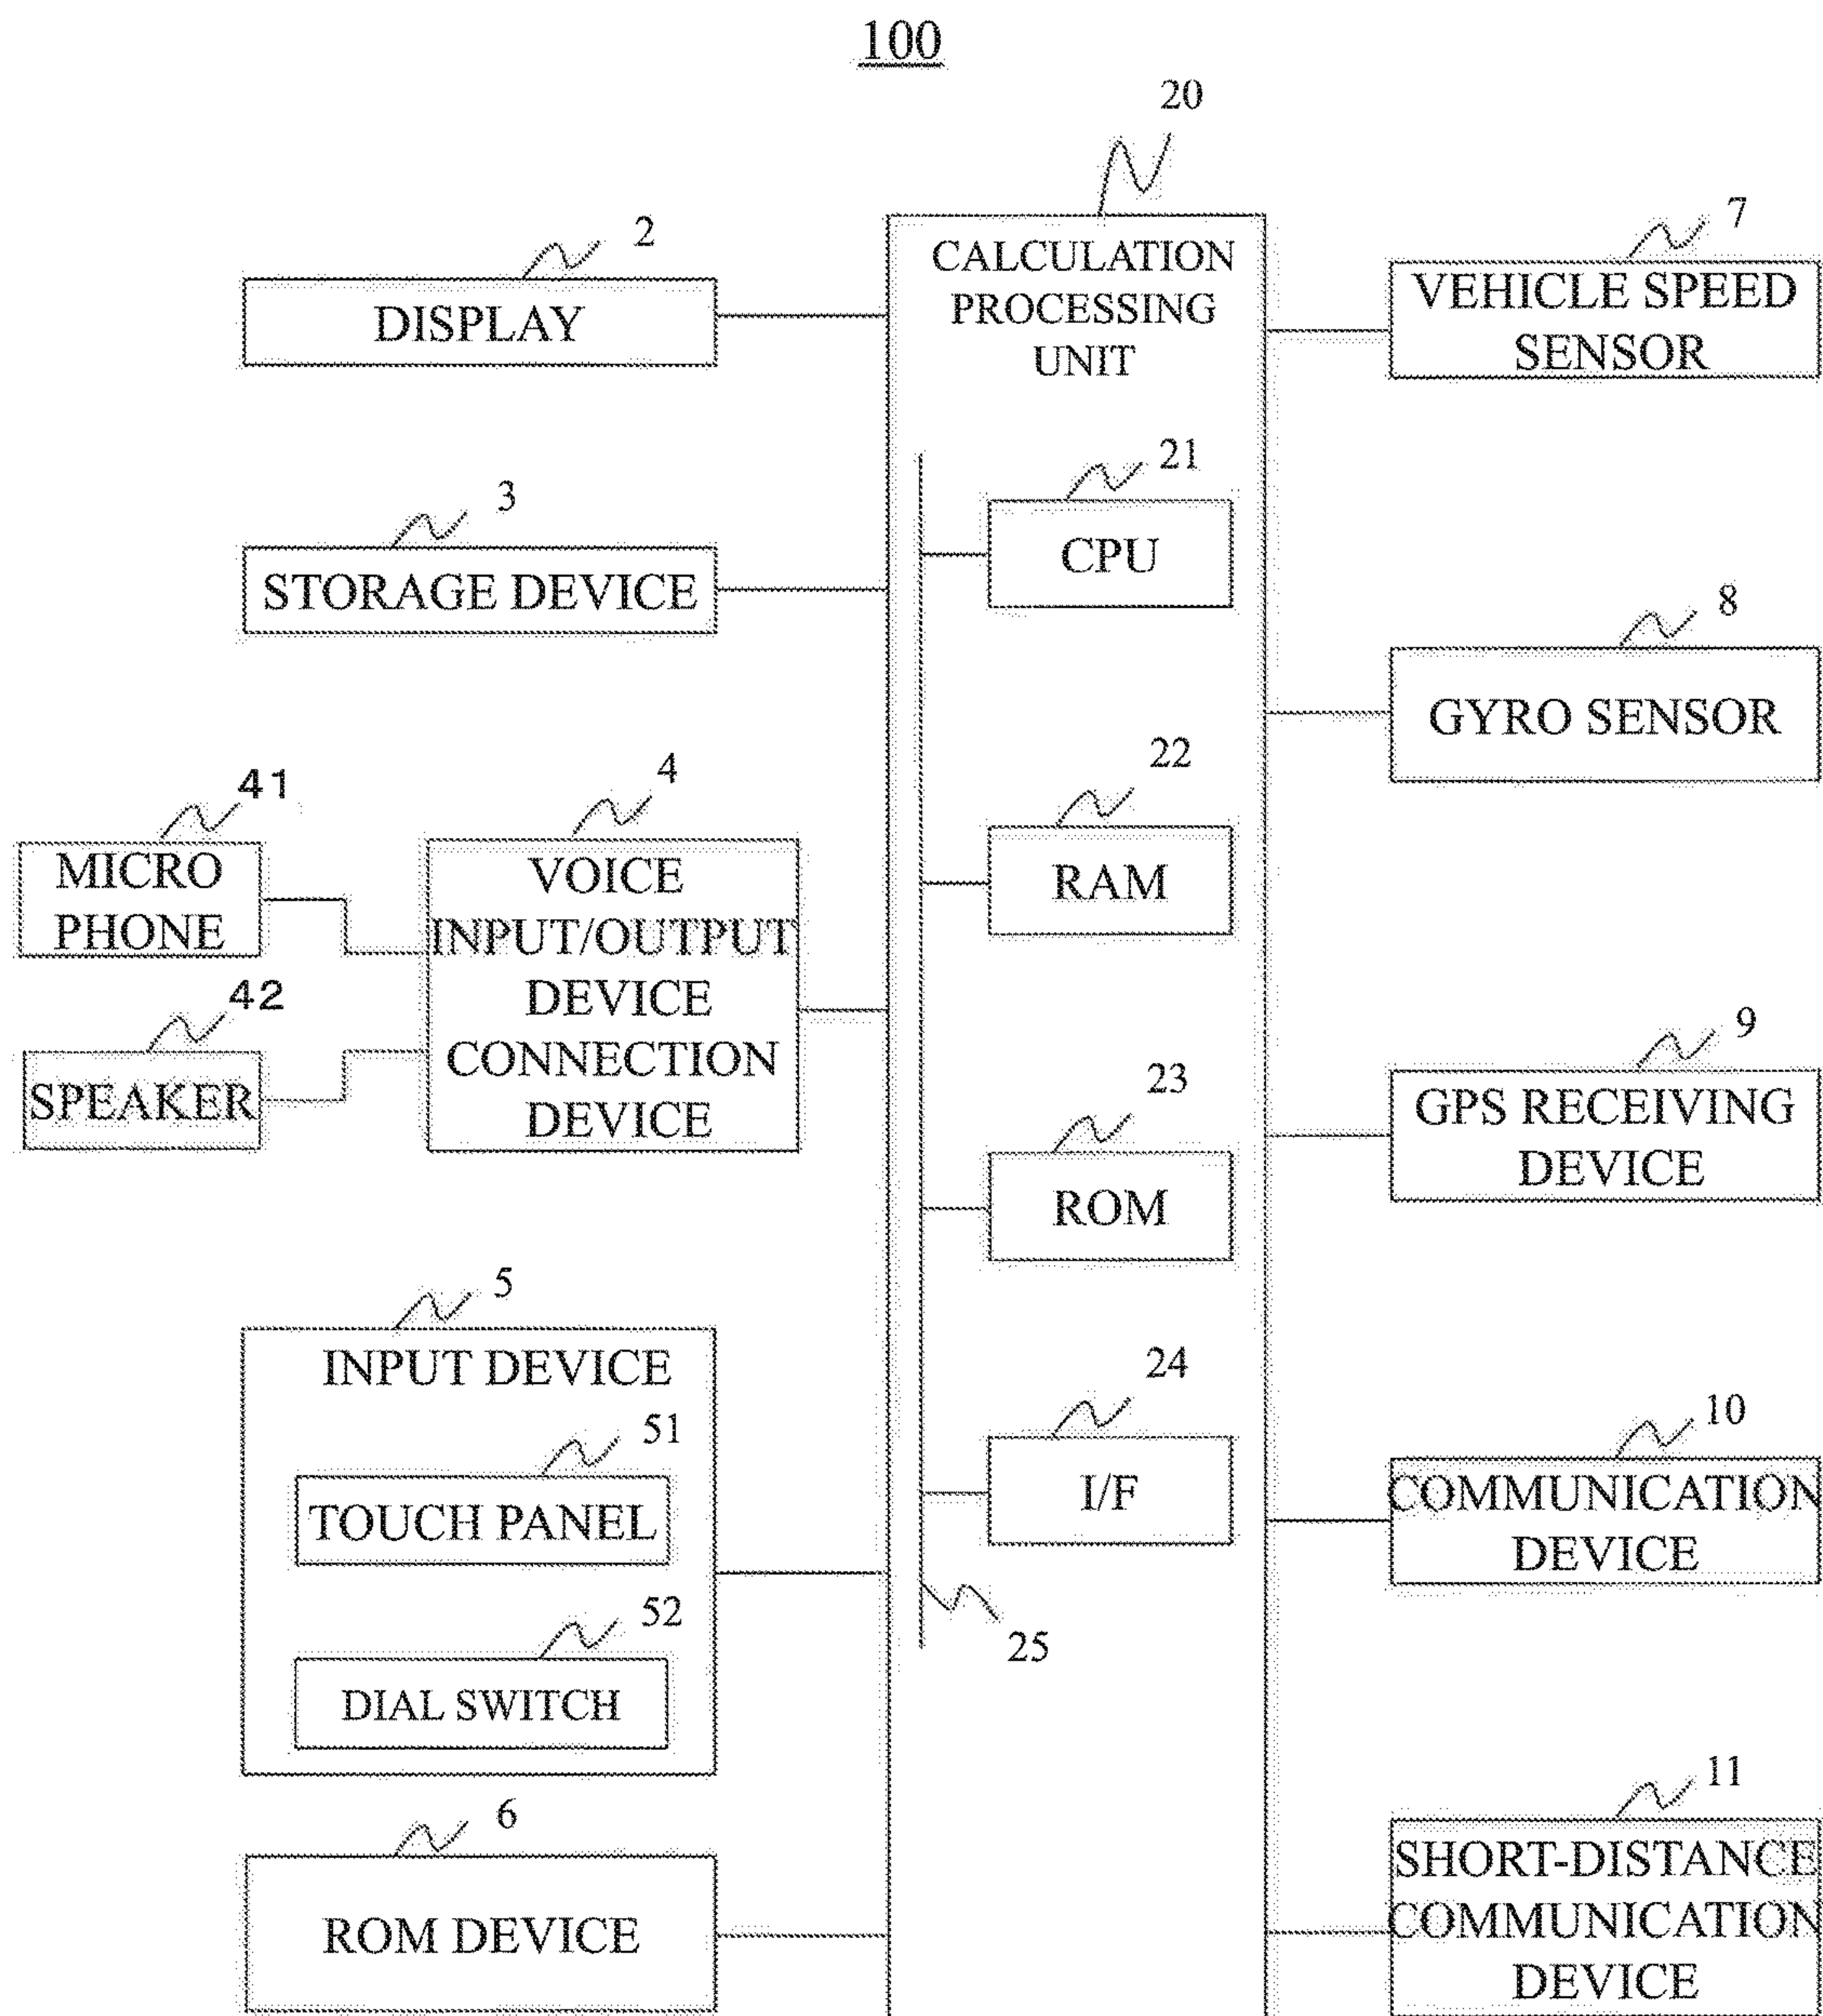 100
20
CALCULATION
PROCESSING
UNIT
2
DISPLAY
3
STORAGE DEVICE
41
MICRO
PHONE
42
SPEAKER
4
VOICE
INPUT/OUTPUT
DEVICE
CONNECTION
DEVICE
5
INPUT DEVICE
51
TOUCH PANEL
52
DIAL SWITCH
6
ROM DEVICE
21
CPU
22
RAM
23
ROM
24
I/F
25
7
VEHICLE SPEED
SENSOR
8
GYRO SENSOR
9
GPS RECEIVING
DEVICE
10
COMMUNICATION
DEVICE
11
SHORT-DISTANCE
COMMUNICATION
DEVICE